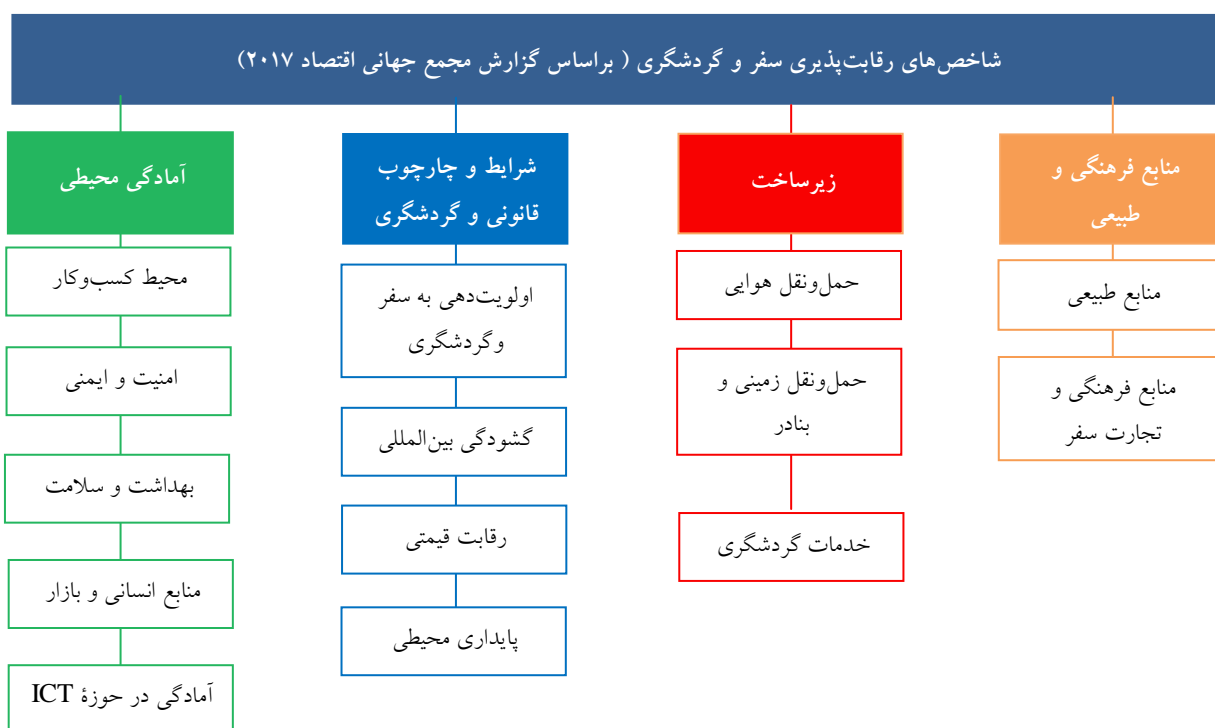 شاخص‌های رقابت‌پذیری سفر و گردشگری ( براساس گزارش مجمع جهانی اقتصاد ۲۰۱۷)
منابع فرهنگی و
طبیعی
منابع طبیعی
منابع فرهنگی و
تجارت سفر
زیرساخت
حمل‌ونقل هوایی
حمل‌ونقل زمینی و
بنادر
خدمات گردشگری
شرایط و چارچوب
قانونی و گردشگری
اولویت‌دهی به سفر
وگردشگری
گشودگی بین‌المللی
رقابت قیمتی
پایداری محیطی
آمادگی محیطی
محیط کسب‌وکار
امنیت و ایمنی
بهداشت و سلامت
منابع انسانی و بازار
آمادگی در حوزهٔ ICT